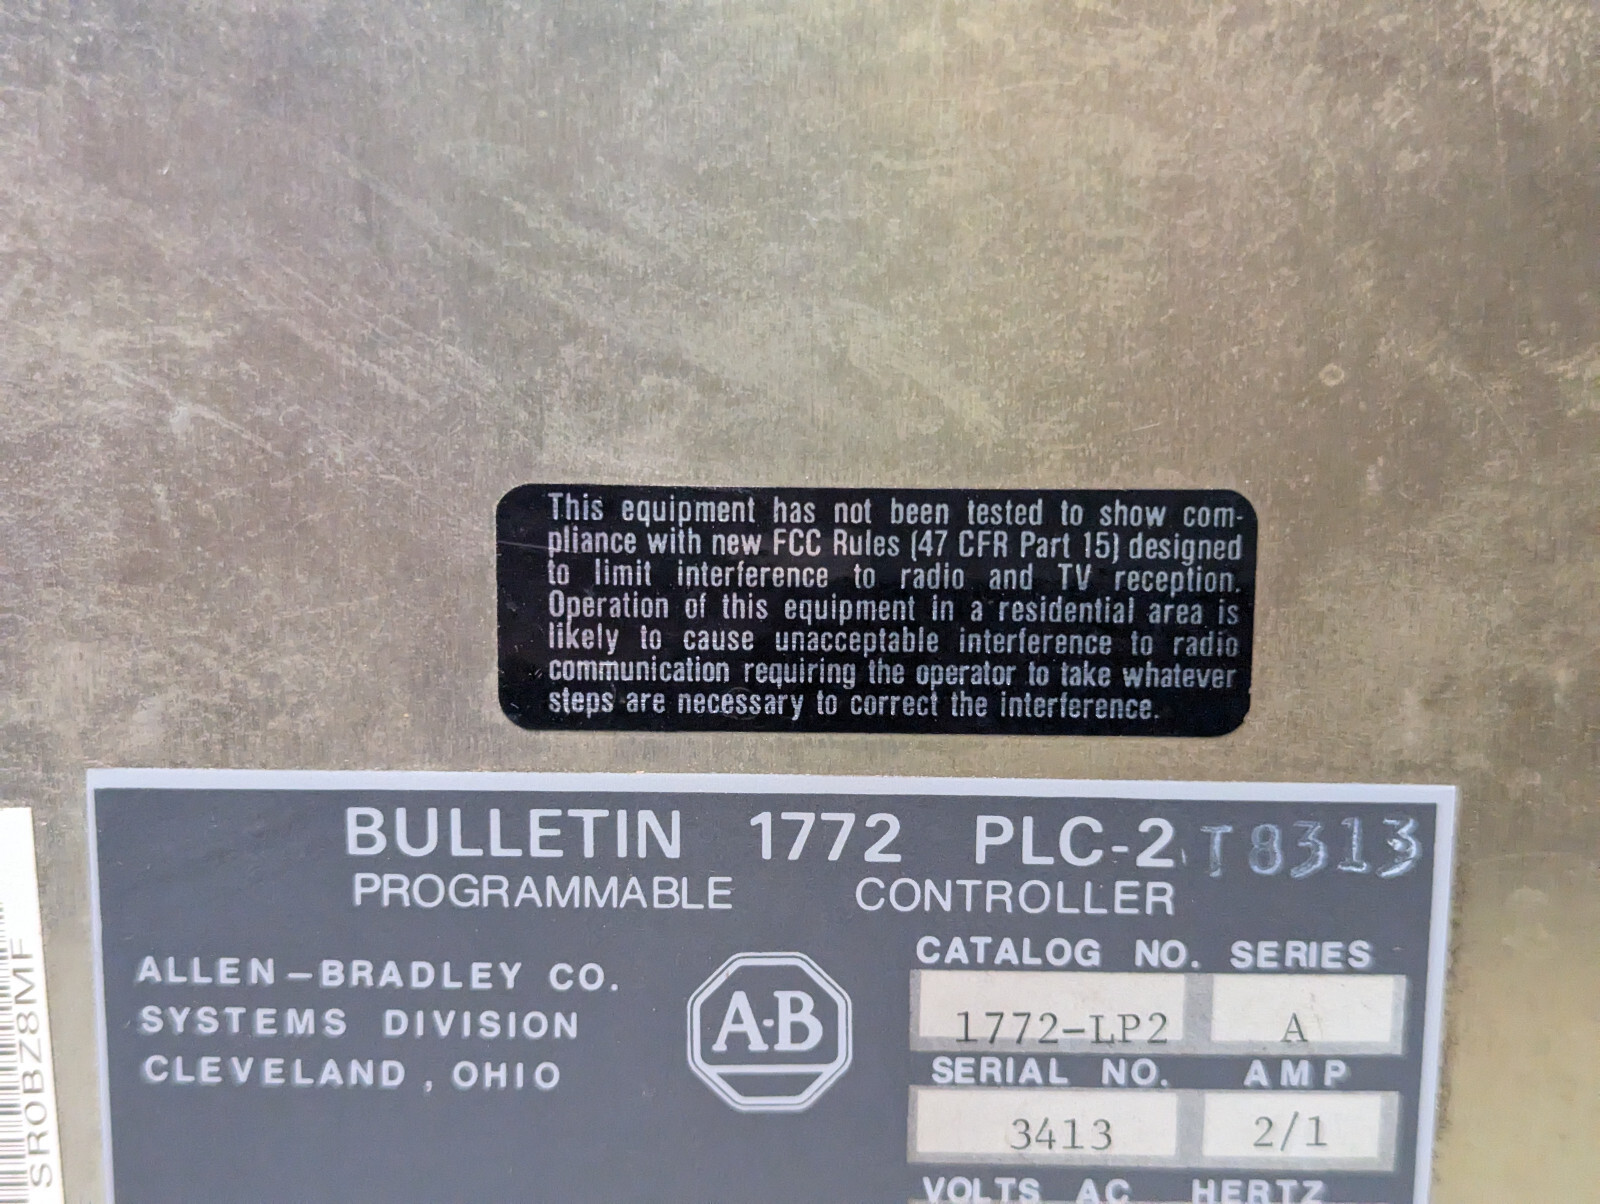 This equipment has not been tested to show com-
pliance with new FCC Rules (47 CFR Part 15) designed
to limit interference to radio and TV reception.
Operation of this equipment in a residential area is
likely to cause unacceptable interference to radio
communication requiring the operator to take whatever
steps are necessary to correct the interference.
BULLETIN 1772 PLC-2 T8313
PROGRAMMABLE CONTROLLER
ALLEN-BRADLEY CO.
SYSTEMS DIVISION
CLEVELAND, OHIO
A-B
CATALOG NO. SERIES
1772-LP2 A
SERIAL NO. AMP
3413 2/1
VOLTS AC HERTZ
SR0BZ8MF